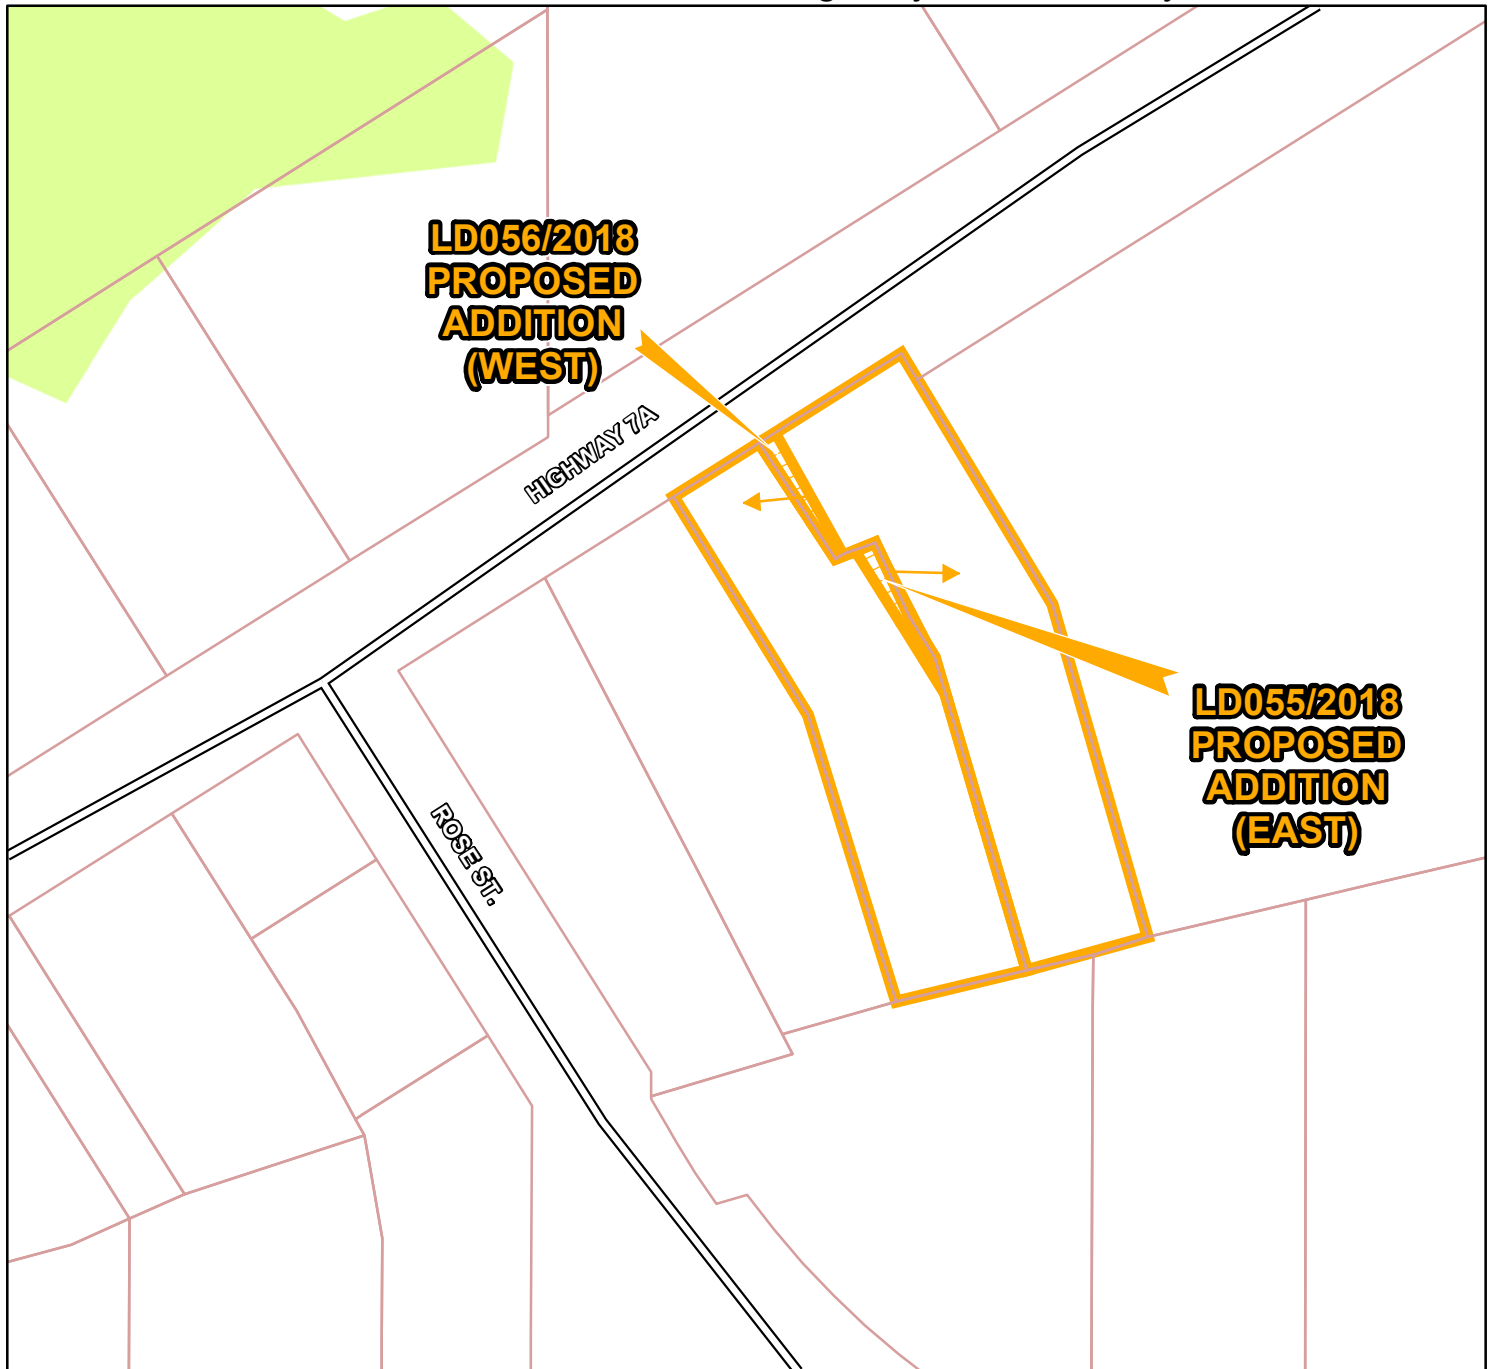 LD056/2018
PROPOSED
ADDITION
(WEST)
HIGHWAY 7A
ROSE ST.
LD055/2018
PROPOSED
ADDITION
(EAST)